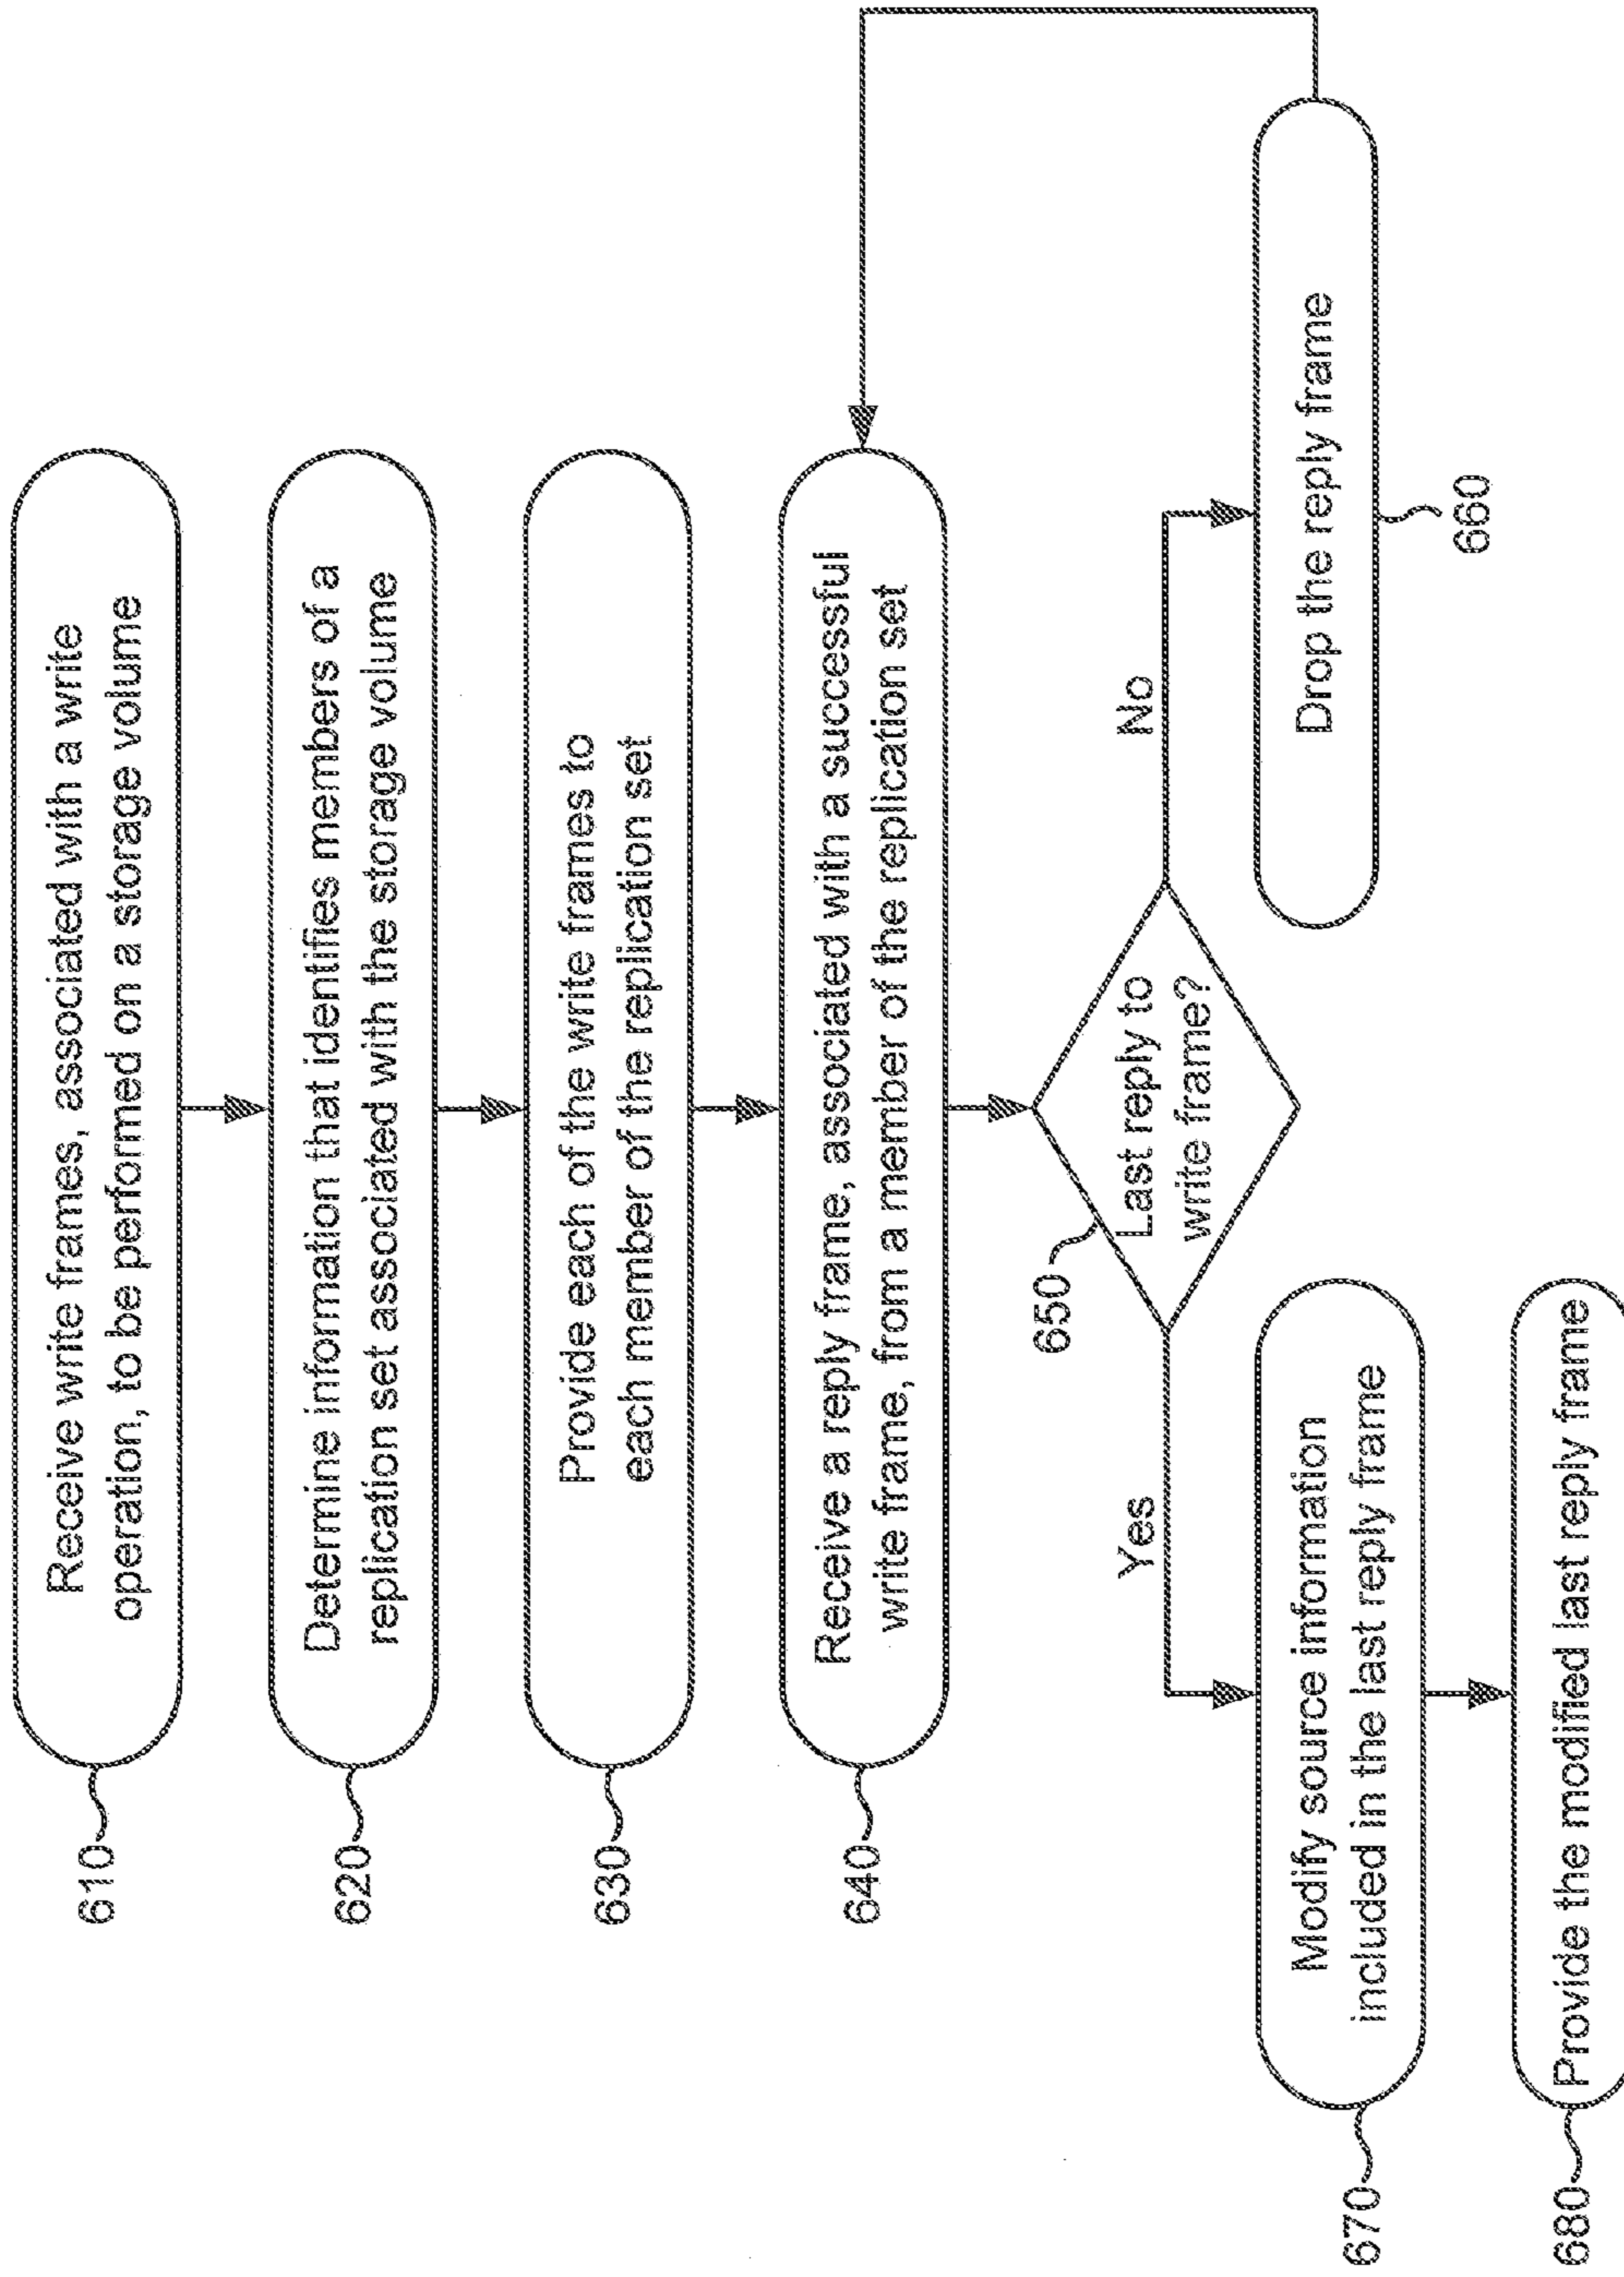 610
Receive write frames, associated with a write
operation, to be performed on a storage volume
620
Determine information that identifies members of a
replication set associated with the storage volume
630
Provide each of the write frames to
each member of the replication set
640
Receive a reply frame, associated with a successful
write frame, from a member of the replication set
650
Last reply to
write frame?
Yes
No
670
Modify source information
included in the last reply frame
Drop the reply frame
660
680
Provide the modified last reply frame